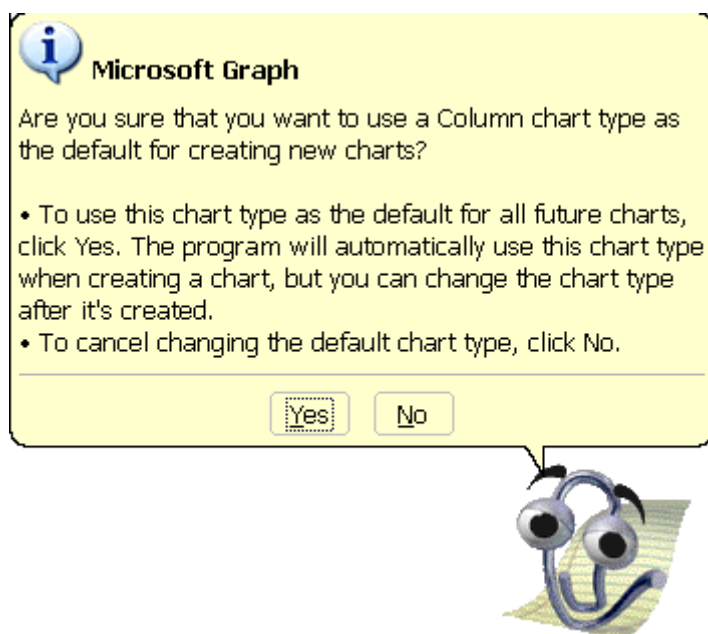 Microsoft Graph
Are you sure that you want to use a Column chart type as
the default for creating new charts?
• To use this chart type as the default for all future charts,
click Yes. The program will automatically use this chart type
when creating a chart, but you can change the chart type
after it's created.
• To cancel changing the default chart type, click No.
Yes No